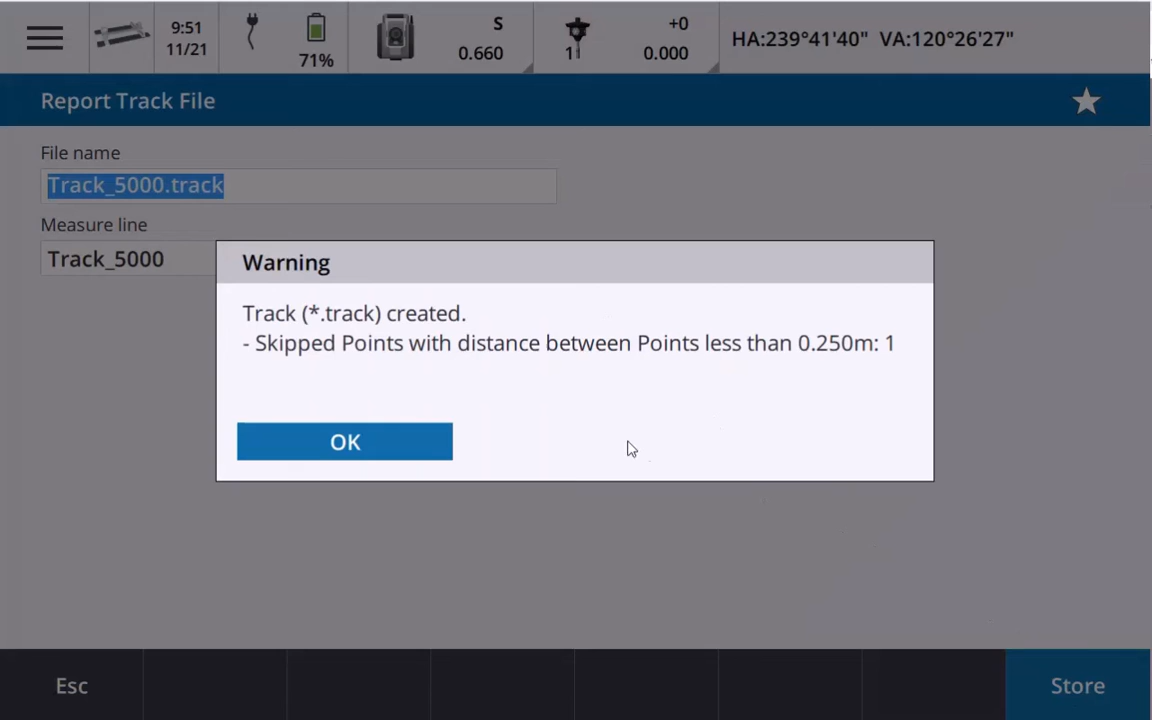 9:51
11/21
71%
S
0.660
1
+0
0.000
HA:239°41'40" VA:120°26'27"
Report Track File
File name
Track_5000.track
Measure line
Track_5000
Warning
Track (*.track) created.
- Skipped Points with distance between Points less than 0.250m: 1
OK
Esc
Store